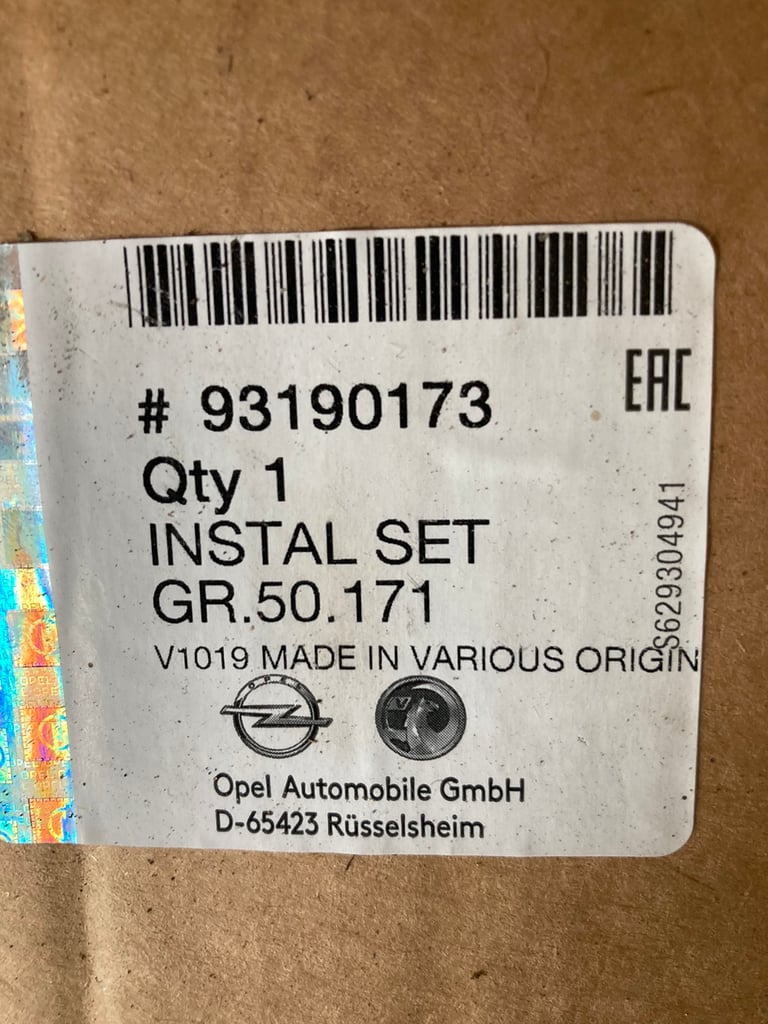 EAC
# 93190173
Qty 1
INSTAL SET
GR.50.171
S629304941
V1019 MADE IN VARIOUS ORIGIN
OPEL
V
Opel Automobile GmbH
D-65423 Rüsselsheim